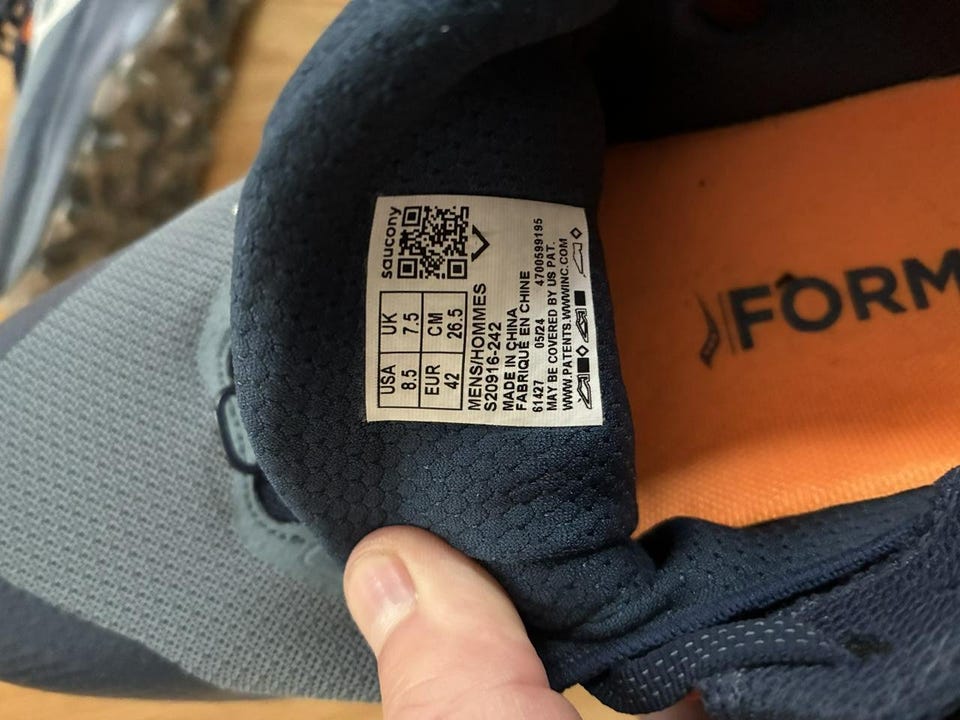 saucony
USA UK
8.5 7.5
EUR CM
42 26.5
MENS/HOMMES
S20916-242
MADE IN CHINA
FABRIQUÉ EN CHINE
61427 05/24 4700599195
MAY BE COVERED BY US PAT.
WWW.PATENTS.WWWINC.COM
FORM